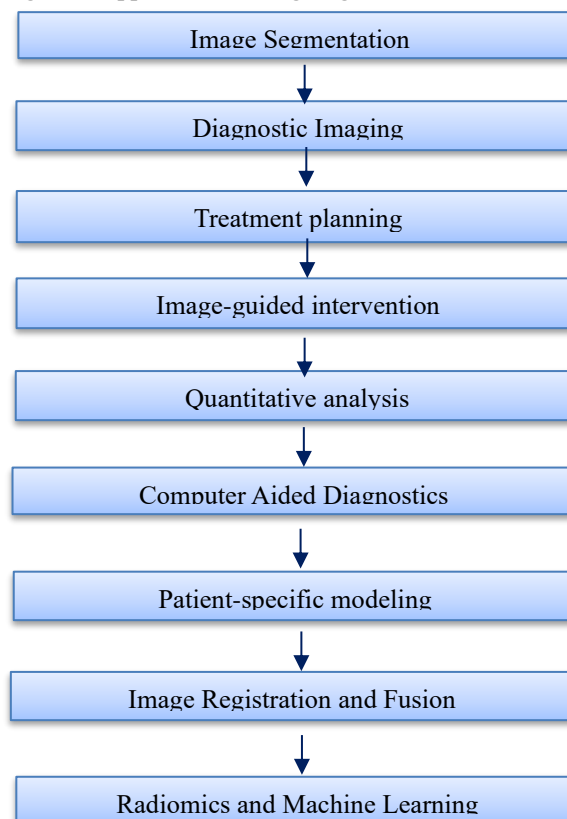 Image Segmentation
Diagnostic Imaging
Treatment planning
Image-guided intervention
Quantitative analysis
Computer Aided Diagnostics
Patient-specific modeling
Image Registration and Fusion
Radiomics and Machine Learning